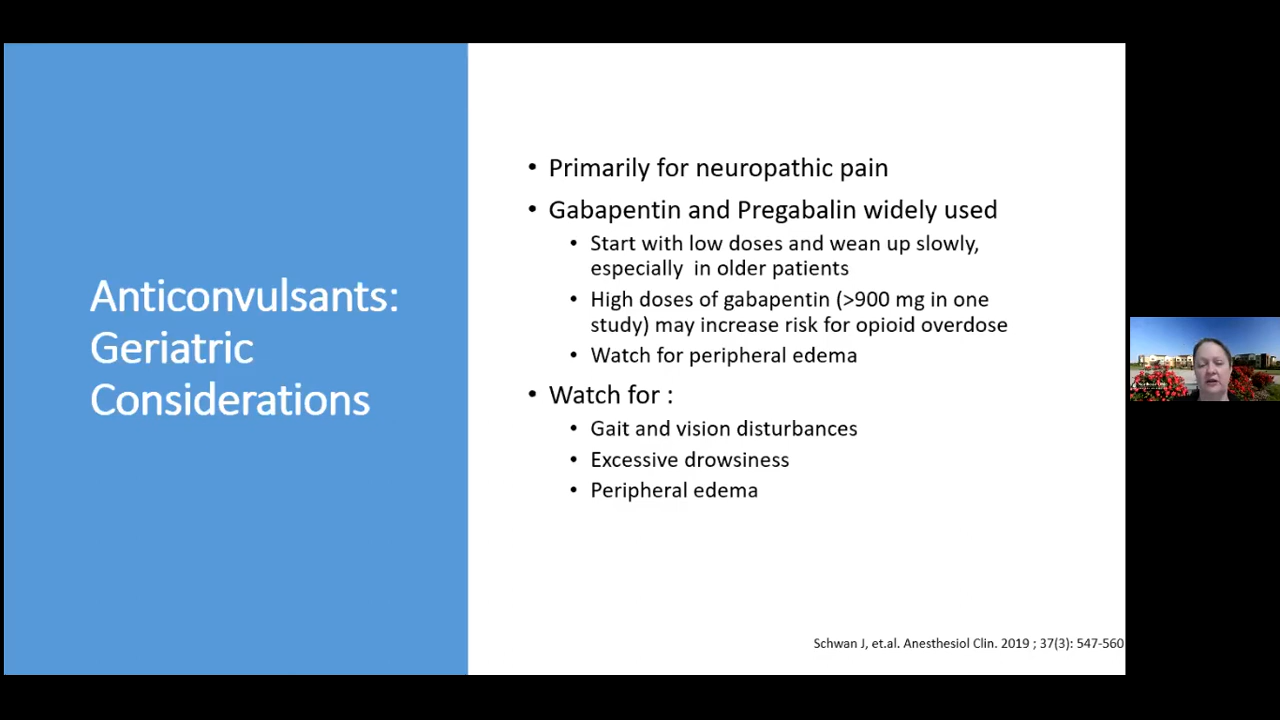 Anticonvulsants:
Geriatric
Considerations
• Primarily for neuropathic pain
• Gabapentin and Pregabalin widely used
• Start with low doses and wean up slowly,
especially in older patients
• High doses of gabapentin (>900 mg in one
study) may increase risk for opioid overdose
• Watch for peripheral edema
• Watch for :
• Gait and vision disturbances
• Excessive drowsiness
• Peripheral edema
Schwan J, et.al. Anesthesiol Clin. 2019 ; 37(3): 547-560